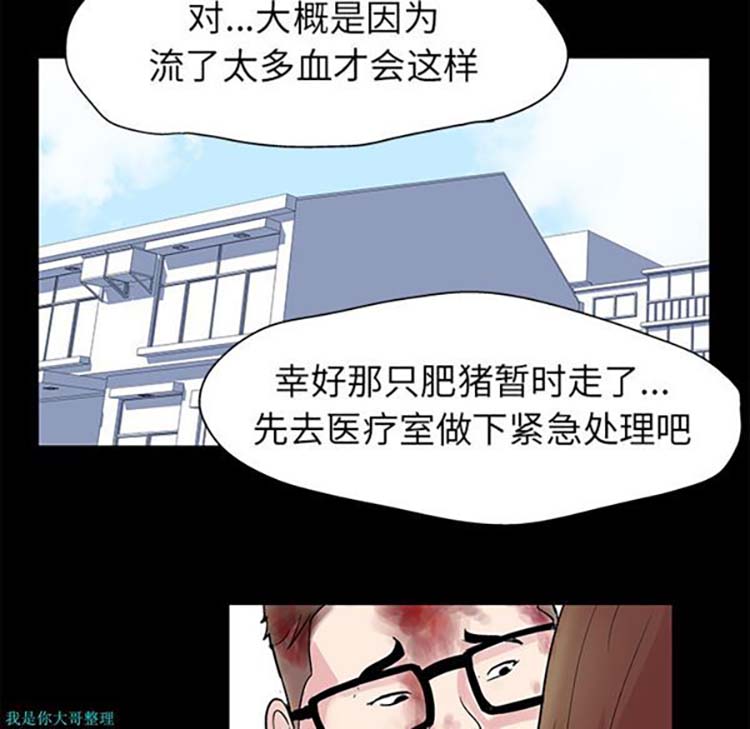 对...大概是因为
流了太多血才会这样
幸好那只肥猪暂时走了...
先去医疗室做下紧急处理吧
我是你大哥整理